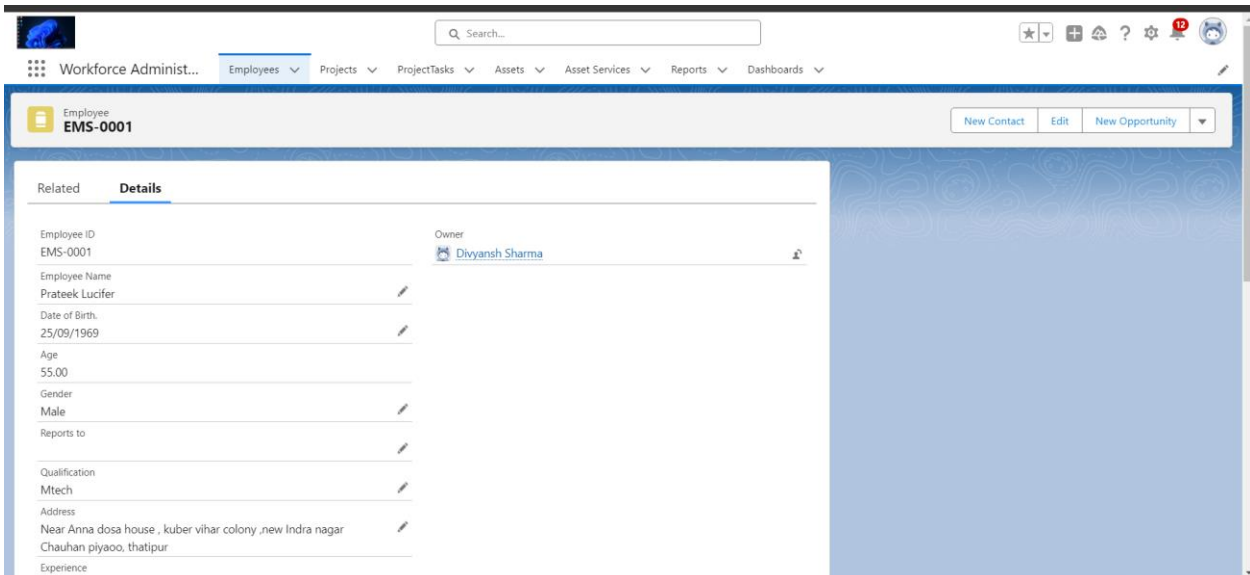 Search...
12
Workforce Administ...
Employees
Projects
ProjectTasks
Assets
Asset Services
Reports
Dashboards
Employee
EMS-0001
New Contact
Edit
New Opportunity
Related
Details
Employee ID
EMS-0001
Owner
Divyansh Sharma
Employee Name
Prateek Lucifer
Date of Birth.
25/09/1969
Age
55.00
Gender
Male
Reports to
Qualification
Mtech
Address
Near Anna dosa house , kuber vihar colony ,new Indra nagar
Chauhan piyaoo, thatipur
Experience